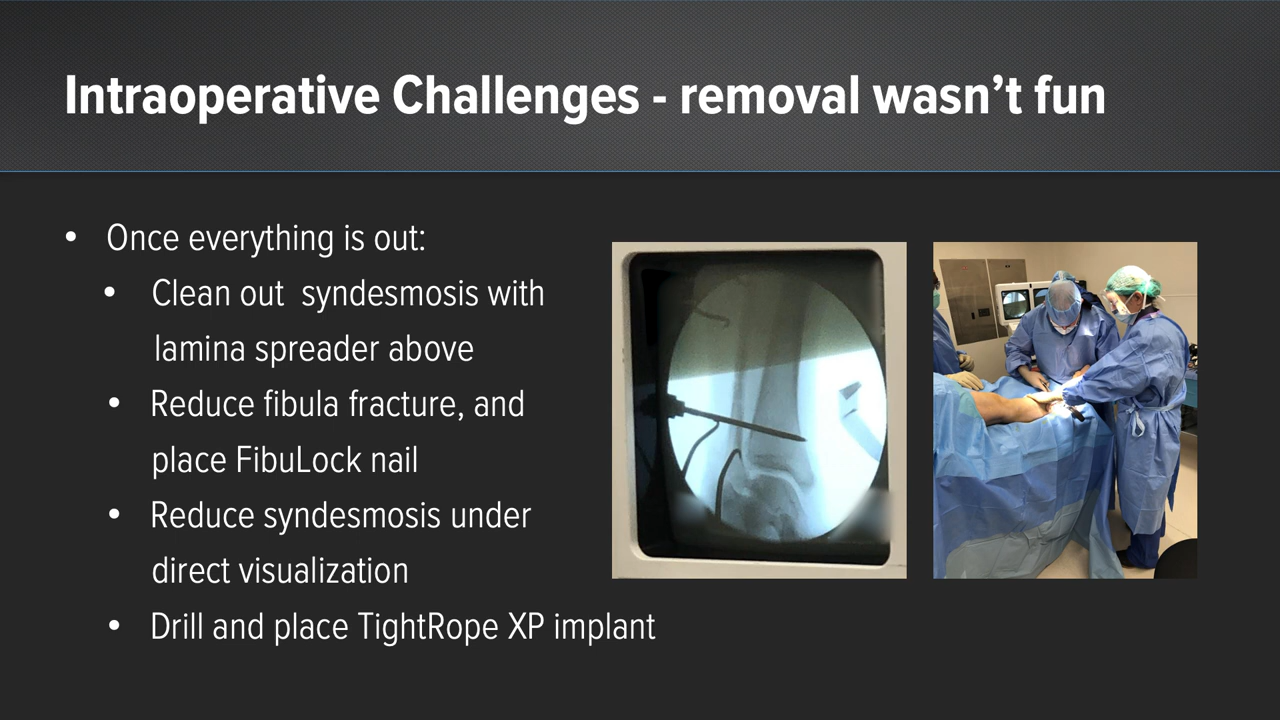 Intraoperative Challenges - removal wasn’t fun
• Once everything is out:
• Clean out  syndesmosis with
lamina spreader above
• Reduce fibula fracture, and
place FibuLock nail
• Reduce syndesmosis under
direct visualization
• Drill and place TightRope XP implant